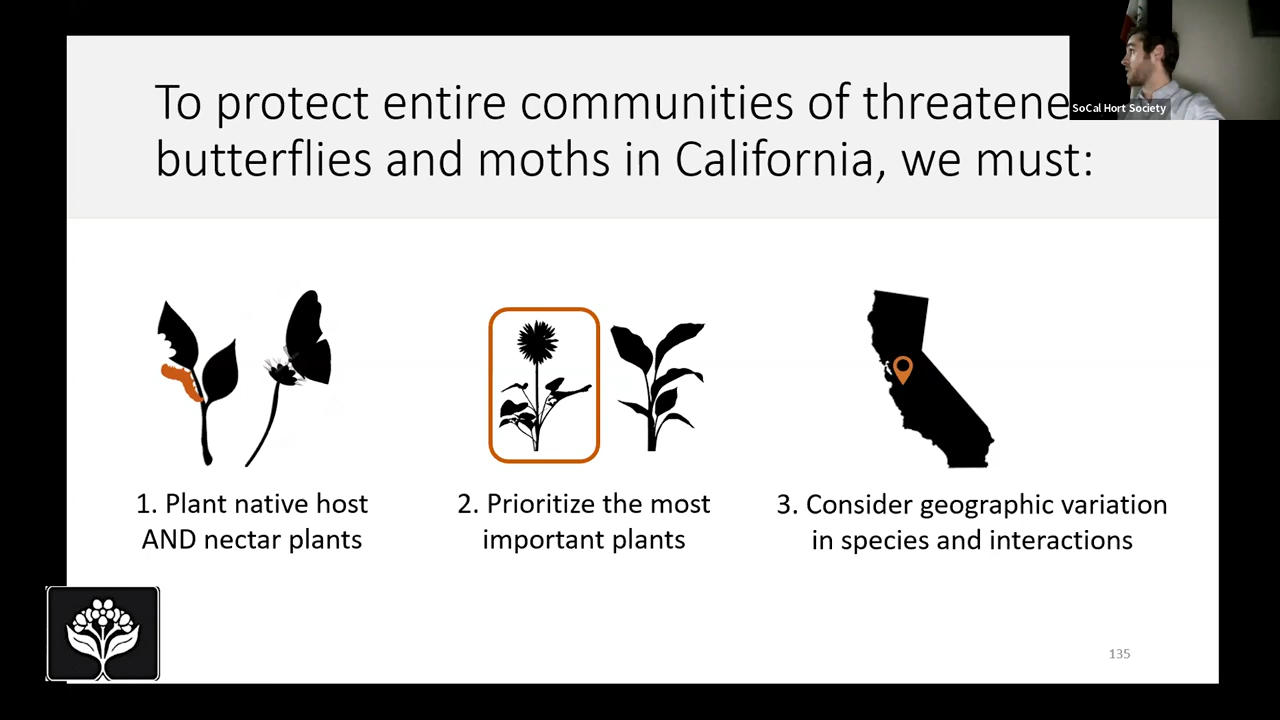 To protect entire communities of threatene
butterflies and moths in California, we must:
SoCal Hort Society
1. Plant native host
AND nectar plants
2. Prioritize the most
important plants
3. Consider geographic variation
in species and interactions
135